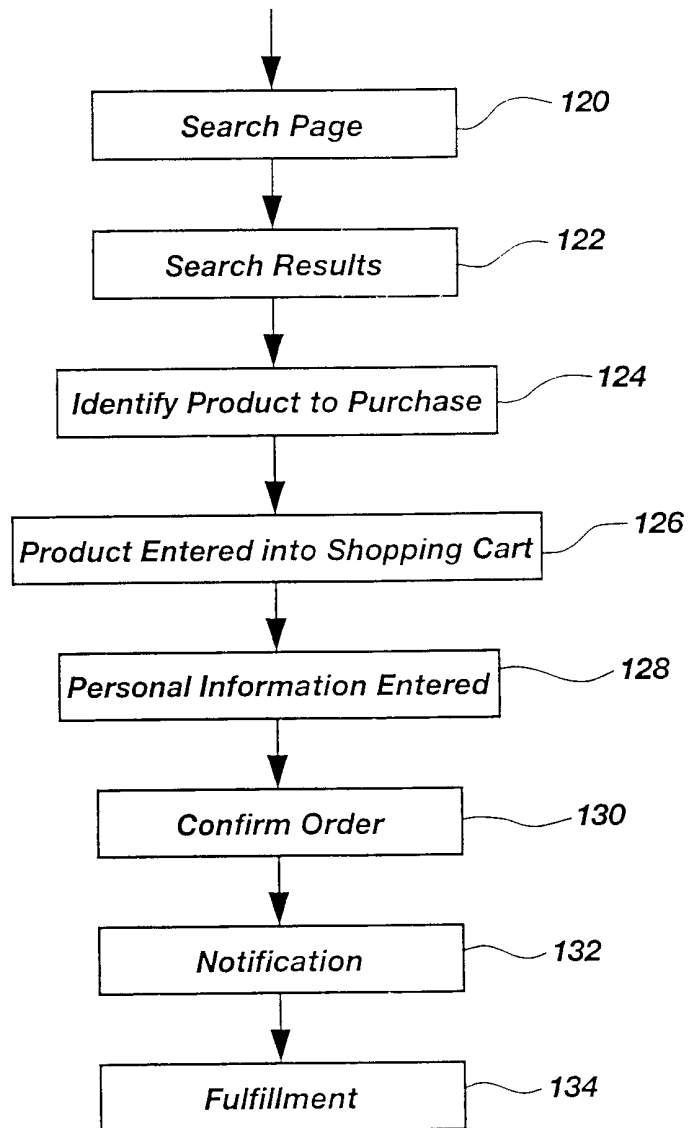 Search Page
120
Search Results
122
Identify Product to Purchase
124
Product Entered into Shopping Cart
126
Personal Information Entered
128
Confirm Order
130
Notification
132
Fulfillment
134